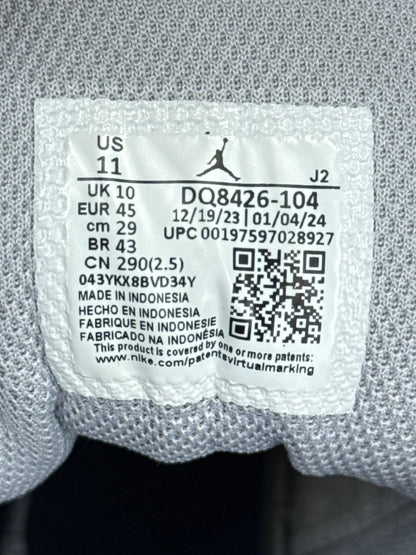 US
11
J2
UK 10
EUR 45
cm 29
BR 43
CN 290(2.5)
DQ8426-104
12/19/23 | 01/04/24
UPC 00197597028927
043YKX8BVD34Y
MADE IN INDONESIA
HECHO EN INDONESIA
FABRIQUE EN INDONESIE
FABRICADO NA INDONÉSIA
This product is covered by one or more patents:
www.nike.com/patentsvirtualmarking